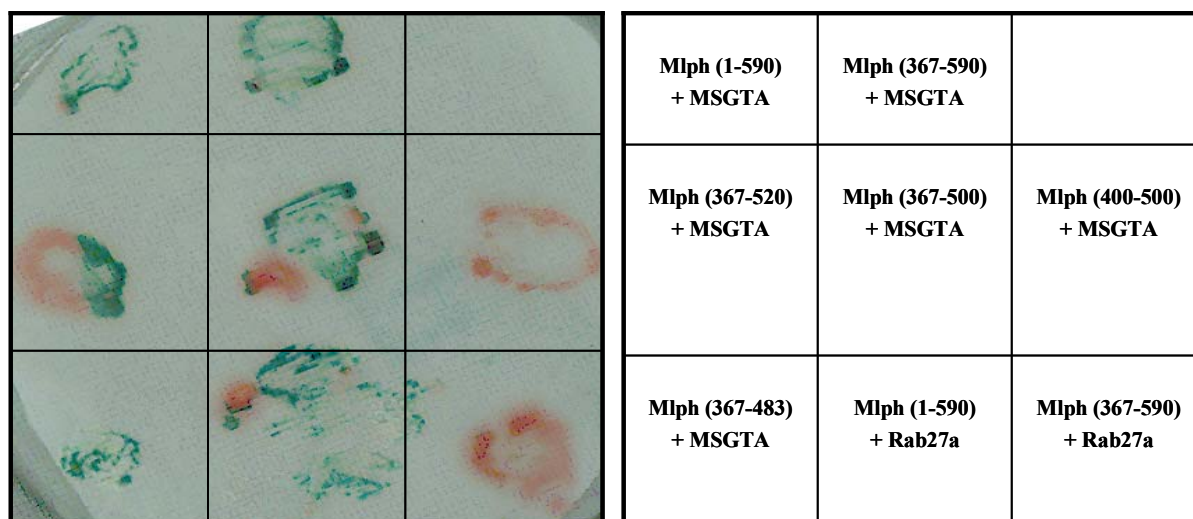 Mlph (1-590)
+ MSGTA
Mlph (367-590)
+ MSGTA
Mlph (367-520)
+ MSGTA
Mlph (367-500)
+ MSGTA
Mlph (400-500)
+ MSGTA
Mlph (367-483)
+ MSGTA
Mlph (1-590)
+ Rab27a
Mlph (367-590)
+ Rab27a